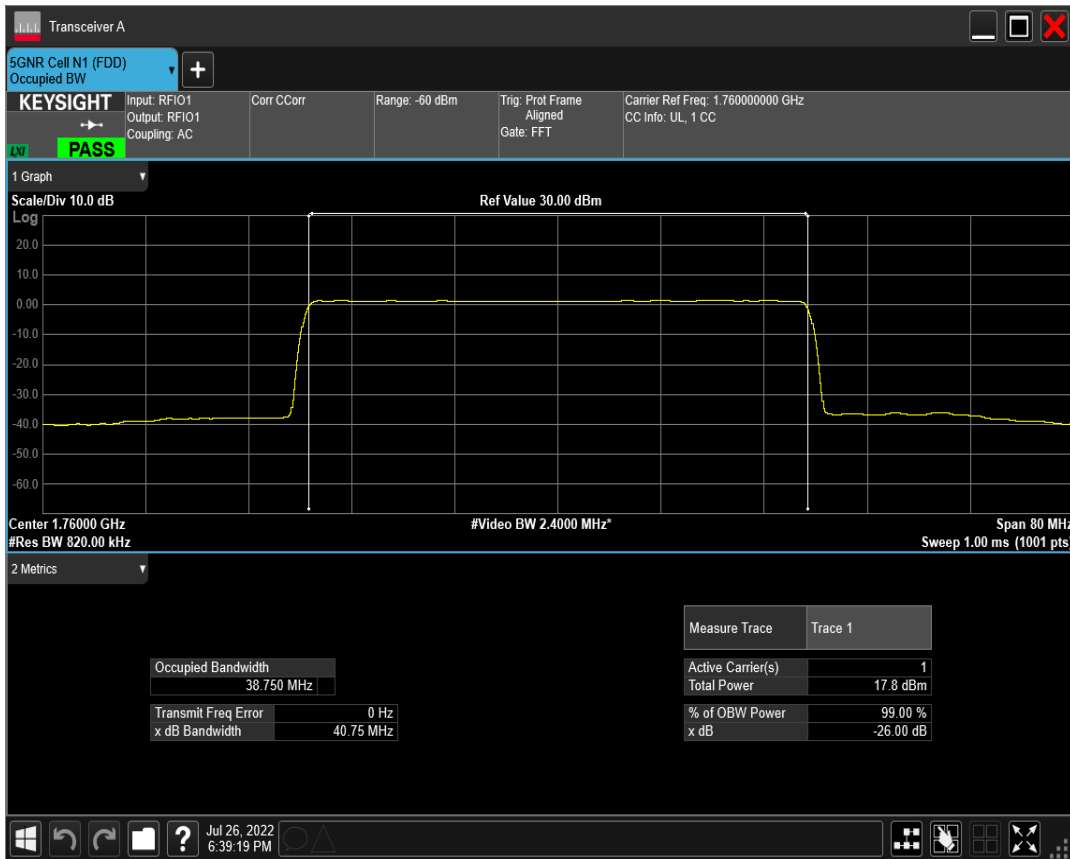 Transceiver A
5GNR Cell N1 (FDD)
Occupied BW
+
KEYSIGHT
Input: RFIO1
Output: RFIO1
Coupling: AC
Corr CCorr
Range: -60 dBm
Trig: Prot Frame
Aligned
Gate: FFT
Carrier Ref Freq: 1.760000000 GHz
CC Info: UL, 1 CC
LXI
PASS
1 Graph
Scale/Div 10.0 dB
Ref Value 30.00 dBm
Log
20.0
10.0
0.00
-10.0
-20.0
-30.0
-40.0
-50.0
-60.0
Center 1.76000 GHz
#Video BW 2.4000 MHz*
Span 80 MHz
#Res BW 820.00 kHz
Sweep 1.00 ms (1001 pts)
2 Metrics
Measure Trace Trace 1
Occupied Bandwidth
38.750 MHz
Active Carrier(s) 1
Total Power 17.8 dBm
Transmit Freq Error 0 Hz
x dB Bandwidth 40.75 MHz
% of OBW Power 99.00 %
x dB -26.00 dB
?
Jul 26, 2022
6:39:19 PM